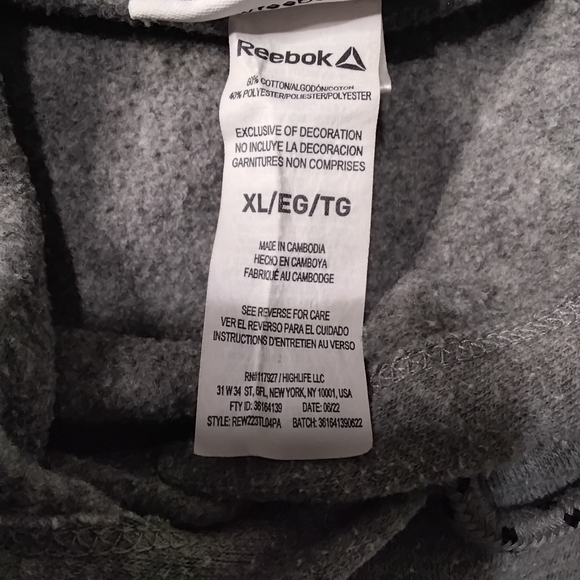 Reebok
60% COTTON/ALGODÓN/COTON
40% POLYESTER/POLIESTER/POLYESTER
EXCLUSIVE OF DECORATION
NO INCLUYE LA DECORACION
GARNITURES NON COMPRISES
XL/EG/TG
MADE IN CAMBODIA
HECHO EN CAMBOYA
FABRIQUÉ AU CAMBODGE
SEE REVERSE FOR CARE
VER EL REVERSO PARA EL CUIDADO
INSTRUCTIONS D'ENTRETIEN AU VERSO
RN#117927 / HIGHLIFE LLC
31 W 34 ST, 6FL, NEW YORK, NY 10001, USA
FTY ID: 36164139 DATE: 06/22
STYLE: REW223TL04PA BATCH: 361641390622